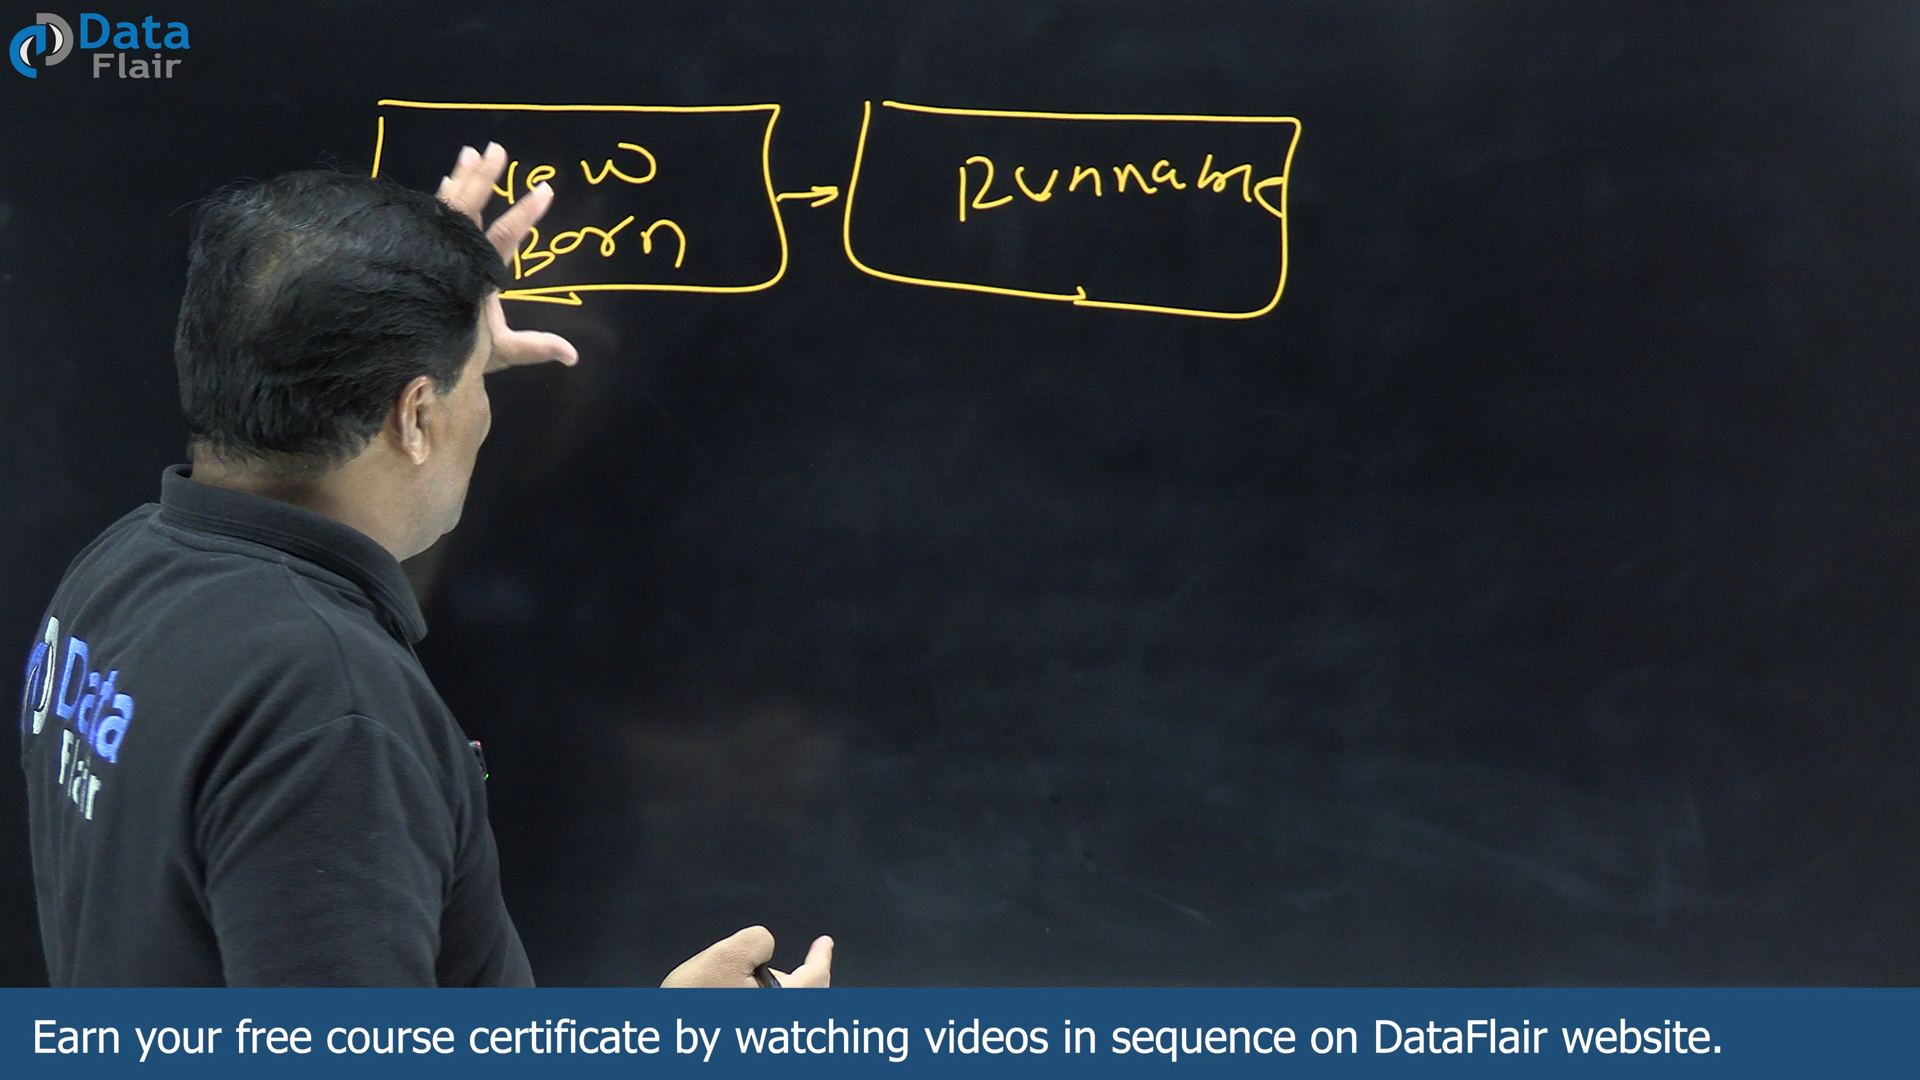 Data
Flair
New
Born
Runnable
Data
Flair
Earn your free course certificate by watching videos in sequence on DataFlair website.